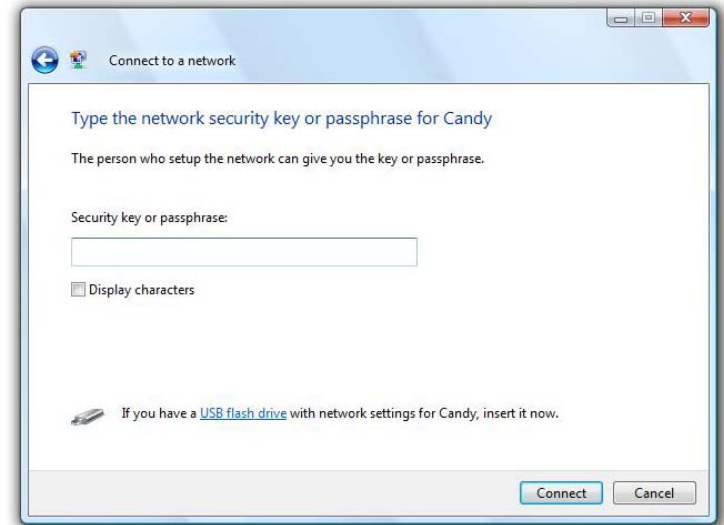 Connect to a network
Type the network security key or passphrase for Candy
The person who setup the network can give you the key or passphrase.
Security key or passphrase:
Display characters
If you have a USB flash drive with network settings for Candy, insert it now.
Connect Cancel